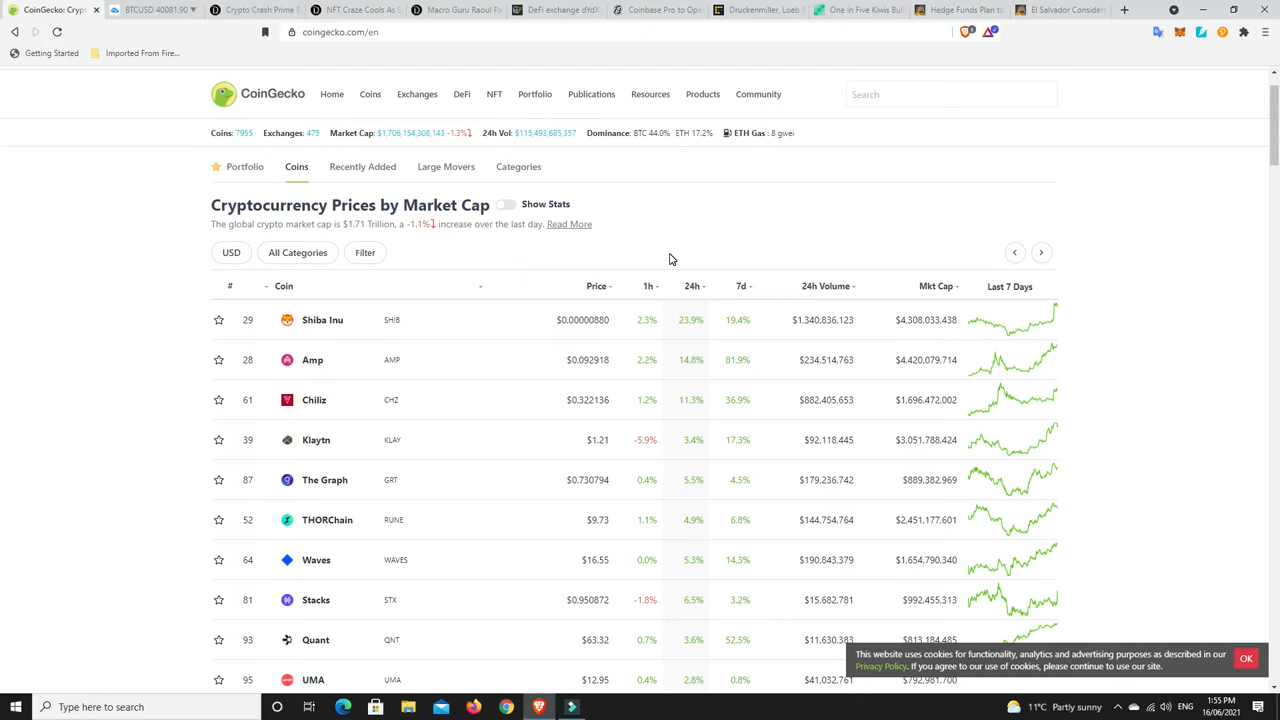 CoinGecko: Crypt
BTCUSD 40081.90
Crypto Crash Prime B
NFT Craze Cools As S
Macro Guru Raoul P
DeFi exchange dYdX
Coinbase Pro to Ope
Druckenmiller, Loeb
One in Five Kiwis Bu
Hedge Funds Plan to
El Salvador Consider
coingecko.com/en
Getting Started
Imported From Fire...
CoinGecko
Home
Coins
Exchanges
DeFi
NFT
Portfolio
Publications
Resources
Products
Community
Search
Coins: 7955
Exchanges: 475
Market Cap: $1,706,154,308,143 -1.3%
24h Vol: $115,493,685,357
Dominance: BTC 44.0% ETH 17.2%
ETH Gas: 8 gwei
Portfolio
Coins
Recently Added
Large Movers
Categories
Cryptocurrency Prices by Market Cap
Show Stats
The global crypto market cap is $1.71 Trillion, a -1.1% increase over the last day. Read More
USD
All Categories
Filter
# Coin Price 1h 24h 7d 24h Volume Mkt Cap Last 7 Days
29 Shiba Inu SHIB $0.00000880 2.3% 23.9% 19.4% $1,340,836,123 $4,308,033,438
28 Amp AMP $0.092918 2.2% 14.8% 81.9% $234,514,763 $4,420,079,714
61 Chiliz CHZ $0.322136 1.2% 11.3% 36.9% $882,405,653 $1,696,472,002
39 Klaytn KLAY $1.21 -5.9% 3.4% 17.3% $92,118,445 $3,051,788,424
87 The Graph GRT $0.730794 0.4% 5.5% 4.5% $179,236,742 $889,382,969
52 THORChain RUNE $9.73 1.1% 4.9% 6.8% $144,754,764 $2,451,177,601
64 Waves WAVES $16.55 0.0% 5.3% 14.3% $190,843,379 $1,654,790,340
81 Stacks STX $0.950872 -1.8% 6.5% 3.2% $15,682,781 $992,455,313
93 Quant QNT $63.32 0.7% 3.6% 52.5% $11,630,383 $813,184,485
95 UMA UMA $12.95 0.4% 2.8% 0.8% $41,032,761 $792,981,700
This website uses cookies for functionality, analytics and advertising purposes as described in our
Privacy Policy. If you agree to our use of cookies, please continue to use our site.
OK
Type here to search
11°C Partly sunny
ENG
1:55 PM
16/06/2021